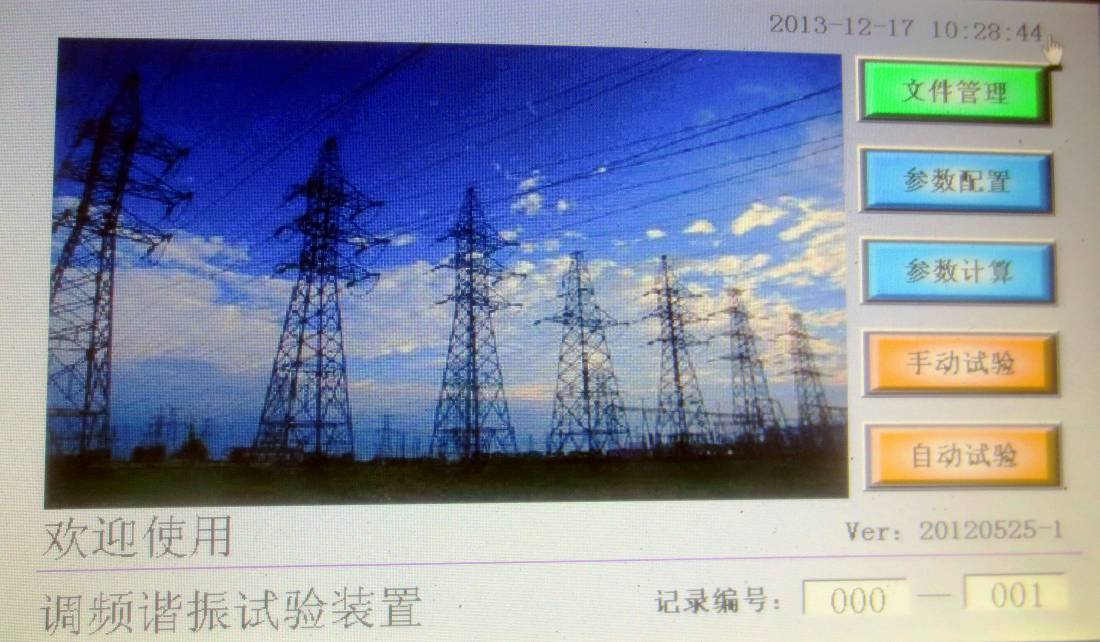 2013-12-17 10:28:44
文件管理
参数配置
参数计算
手动试验
自动试验
欢迎使用
Ver: 20120525-1
调频谐振试验装置
记录编号: 000 — 001